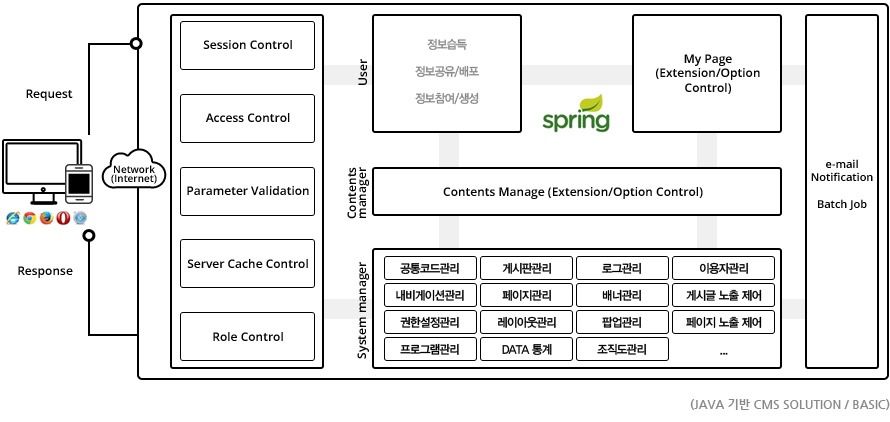 Request
Network
(Internet)
Response
Session Control
Access Control
Parameter Validation
Server Cache Control
Role Control
User
정보습득
정보공유/배포
정보참여/생성
spring
My Page
(Extension/Option
Control)
Contents
manager
Contents Manage (Extension/Option Control)
System manager
공통코드관리
게시판관리
로그관리
이용자관리
내비게이션관리
페이지관리
배너관리
게시글 노출 제어
권한설정관리
레이아웃관리
팝업관리
페이지 노출 제어
프로그램관리
DATA 통계
조직도관리
...
e-mail
Notification
Batch Job
(JAVA 기반 CMS SOLUTION / BASIC)